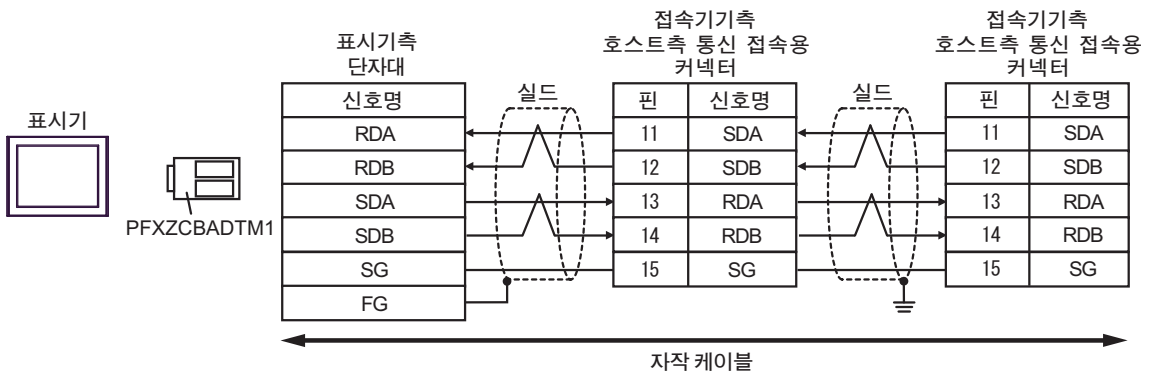 표시기
PFXZCBADTM1
표시기측
단자대
신호명
RDA
RDB
SDA
SDB
SG
FG
실드
접속기기측
호스트측 통신 접속용
커넥터
핀 신호명
11 SDA
12 SDB
13 RDA
14 RDB
15 SG
실드
접속기기측
호스트측 통신 접속용
커넥터
핀 신호명
11 SDA
12 SDB
13 RDA
14 RDB
15 SG
자작 케이블